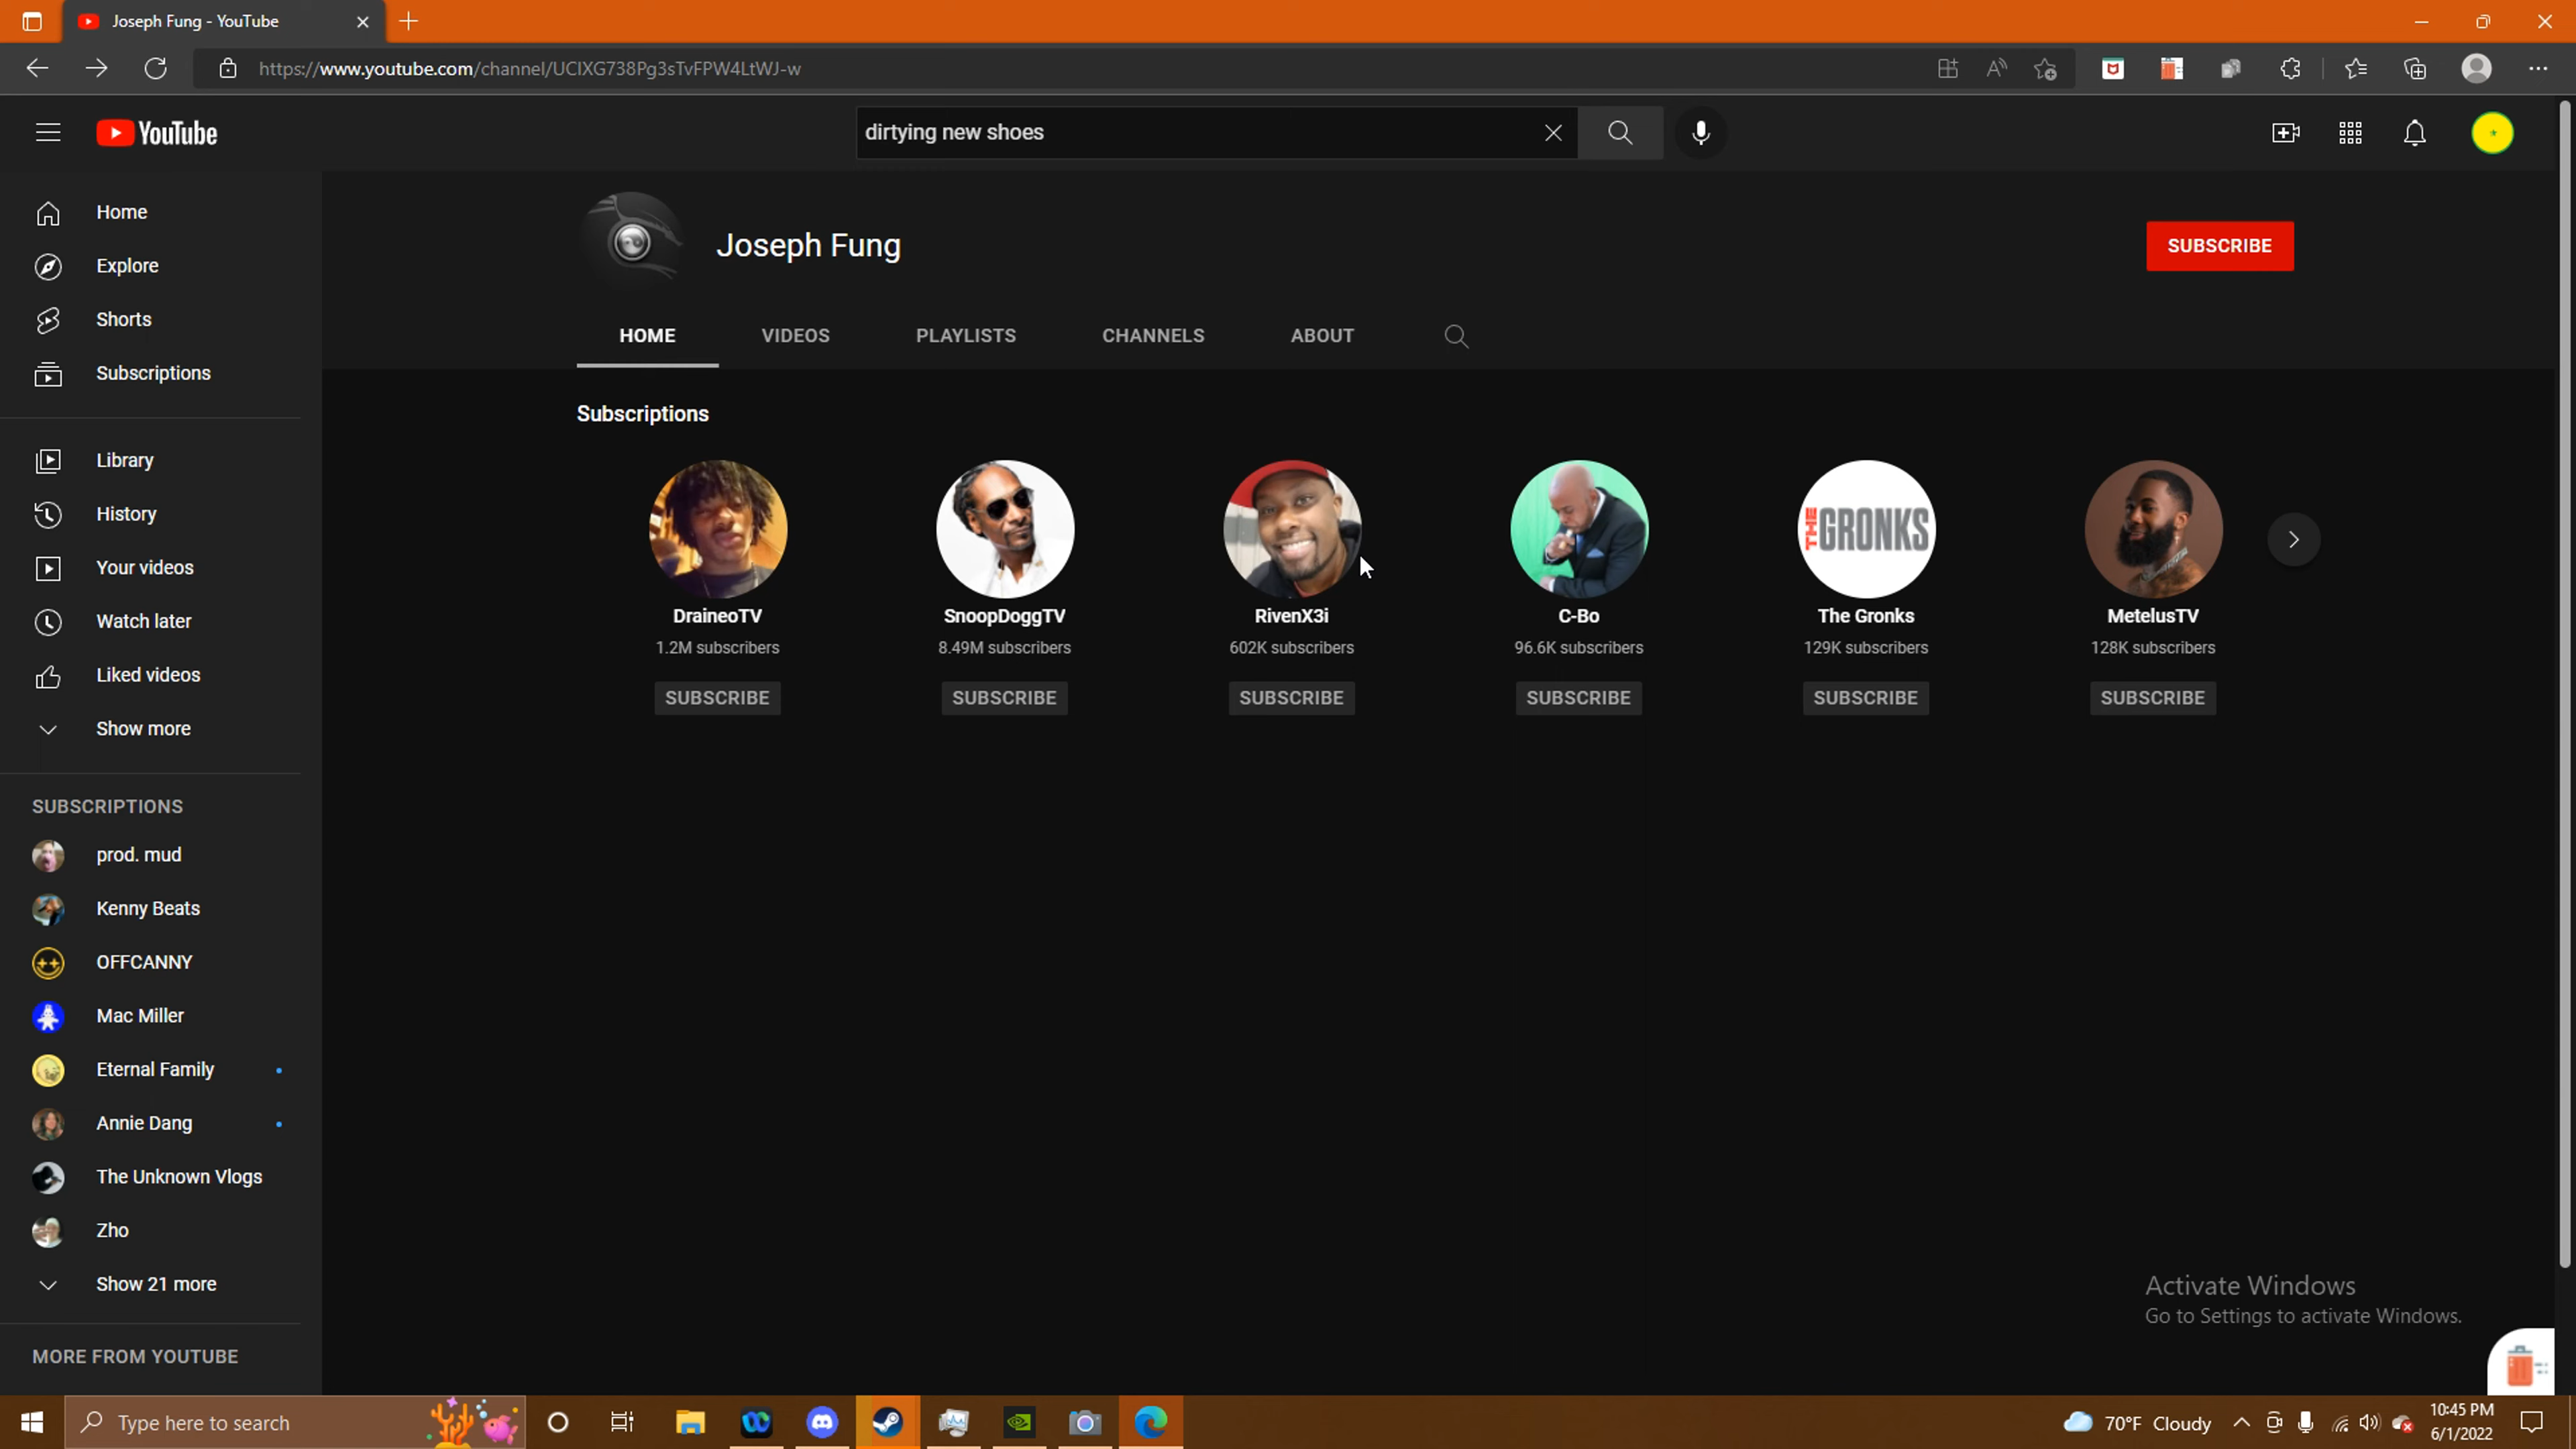 Joseph Fung - YouTube
https://www.youtube.com/channel/UCIXG738Pg3sTvFPW4LtWJ-w
YouTube
dirtying new shoes
Home
Explore
Shorts
Subscriptions
Library
History
Your videos
Watch later
Liked videos
Show more
SUBSCRIPTIONS
prod. mud
Kenny Beats
OFFCANNY
Mac Miller
Eternal Family
Annie Dang
The Unknown Vlogs
Zho
Show 21 more
MORE FROM YOUTUBE
Joseph Fung
SUBSCRIBE
HOME VIDEOS PLAYLISTS CHANNELS ABOUT
Subscriptions
THE GRONKS
DraineoTV SnoopDoggTV RivenX3i C-Bo The Gronks MetelusTV
1.2M subscribers 8.49M subscribers 602K subscribers 96.6K subscribers 129K subscribers 128K subscribers
SUBSCRIBE SUBSCRIBE SUBSCRIBE SUBSCRIBE SUBSCRIBE SUBSCRIBE
Activate Windows
Go to Settings to activate Windows.
Type here to search
70°F Cloudy
10:45 PM
6/1/2022